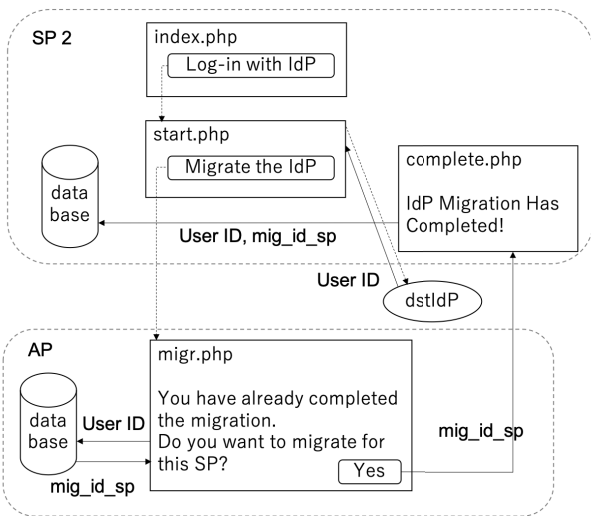 SP 2
index.php
Log-in with IdP
start.php
Migrate the IdP
data
base
complete.php
IdP Migration Has
Completed!
User ID, mig_id_sp
User ID
dstIdP
AP
migr.php
You have already completed
the migration.
Do you want to migrate for
this SP?
Yes
data
base
User ID
mig_id_sp
mig_id_sp